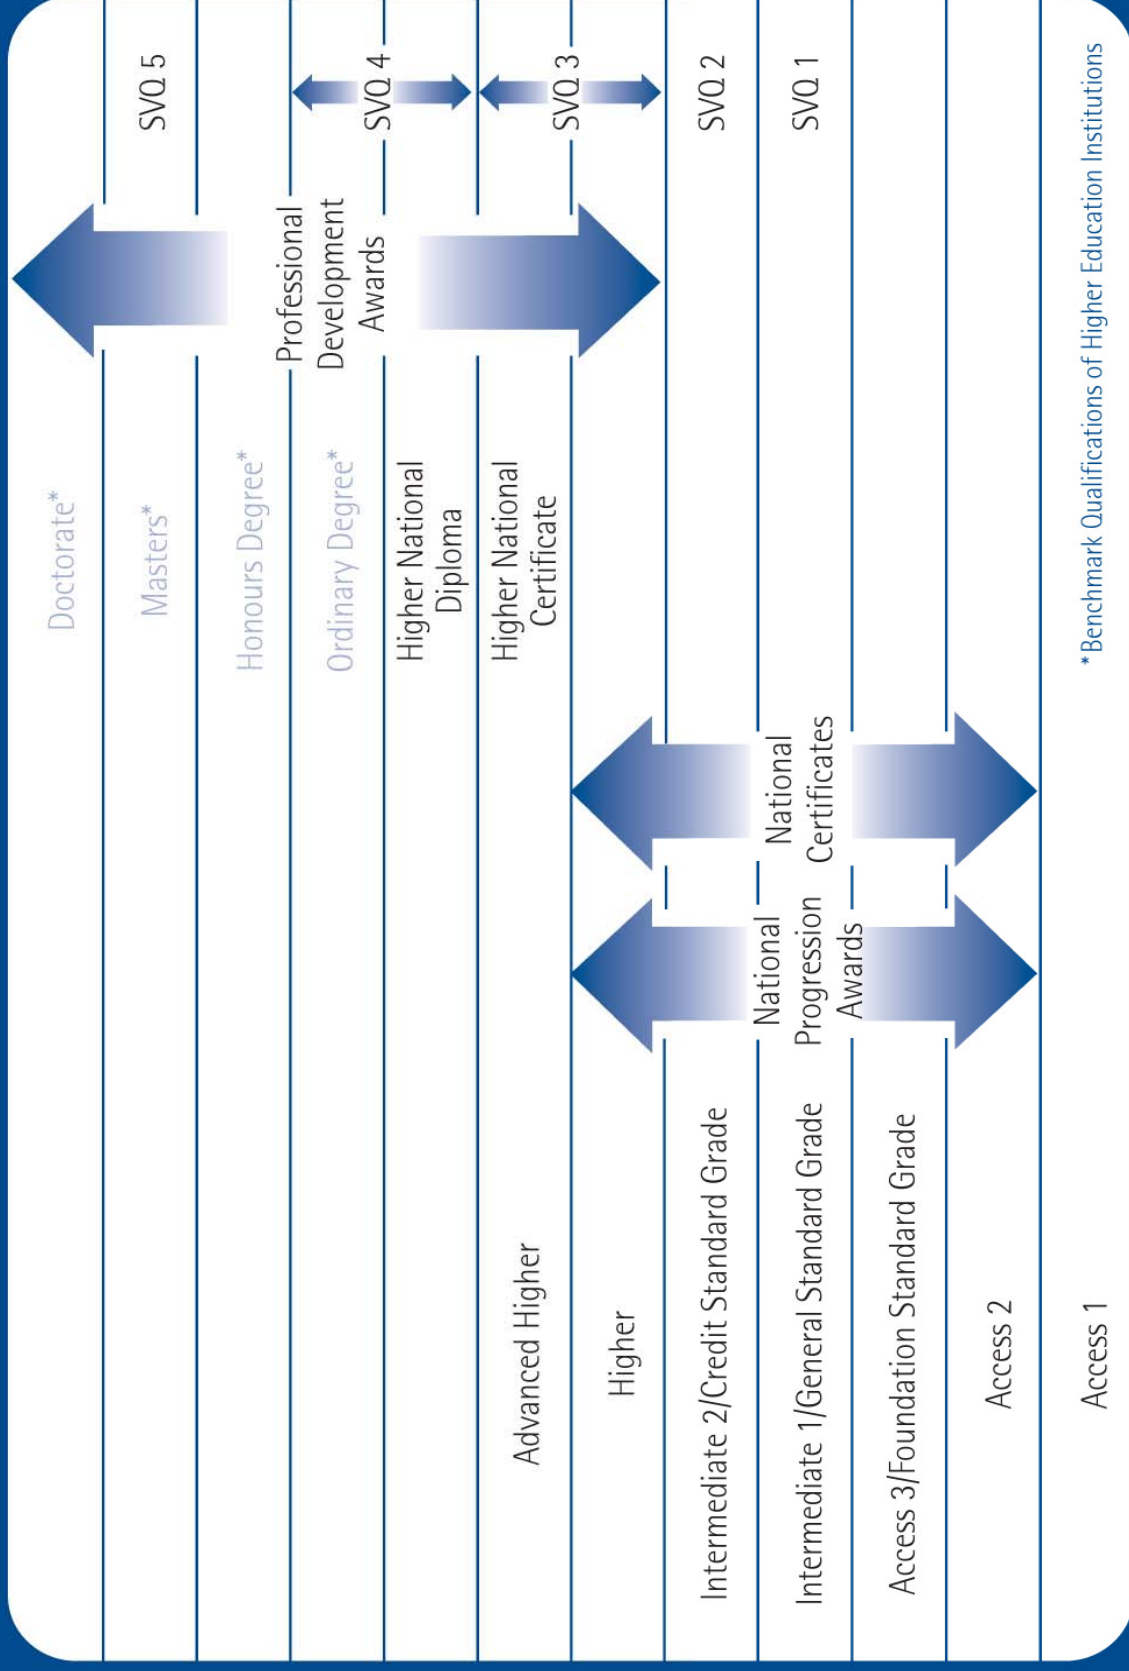 Doctorate*
Masters*
SVQ 5
Honours Degree*
Professional
Development
Awards
Ordinary Degree*
SVQ 4
Higher National
Diploma
Advanced Higher
Higher National
Certificate
SVQ 3
Higher
Intermediate 2/Credit Standard Grade
SVQ 2
National
Progression
Awards
National
Certificates
Intermediate 1/General Standard Grade
SVQ 1
Access 3/Foundation Standard Grade
Access 2
Access 1
*Benchmark Qualifications of Higher Education Institutions